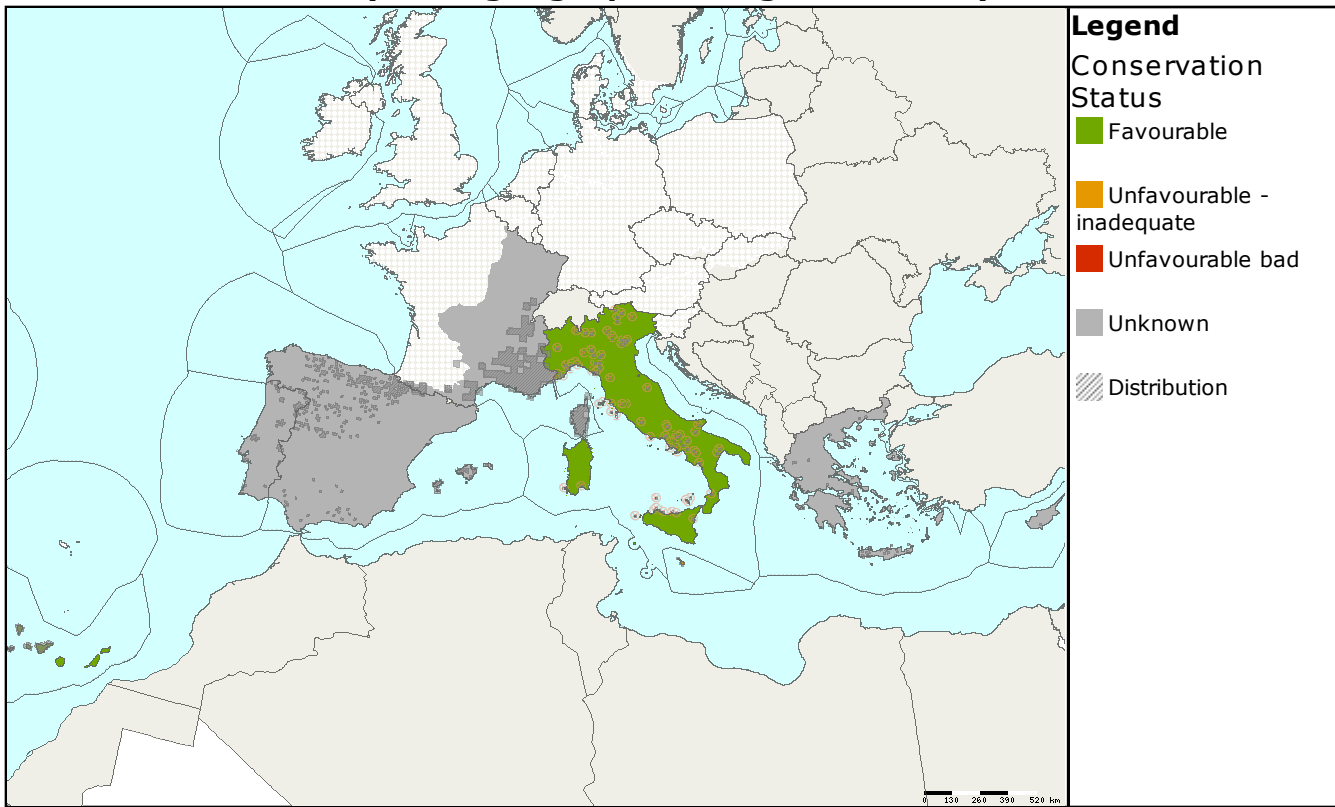 Legend
Conservation
Status
Favourable
Unfavourable -
inadequate
Unfavourable bad
Unknown
Distribution
0 130 260 390 520 km